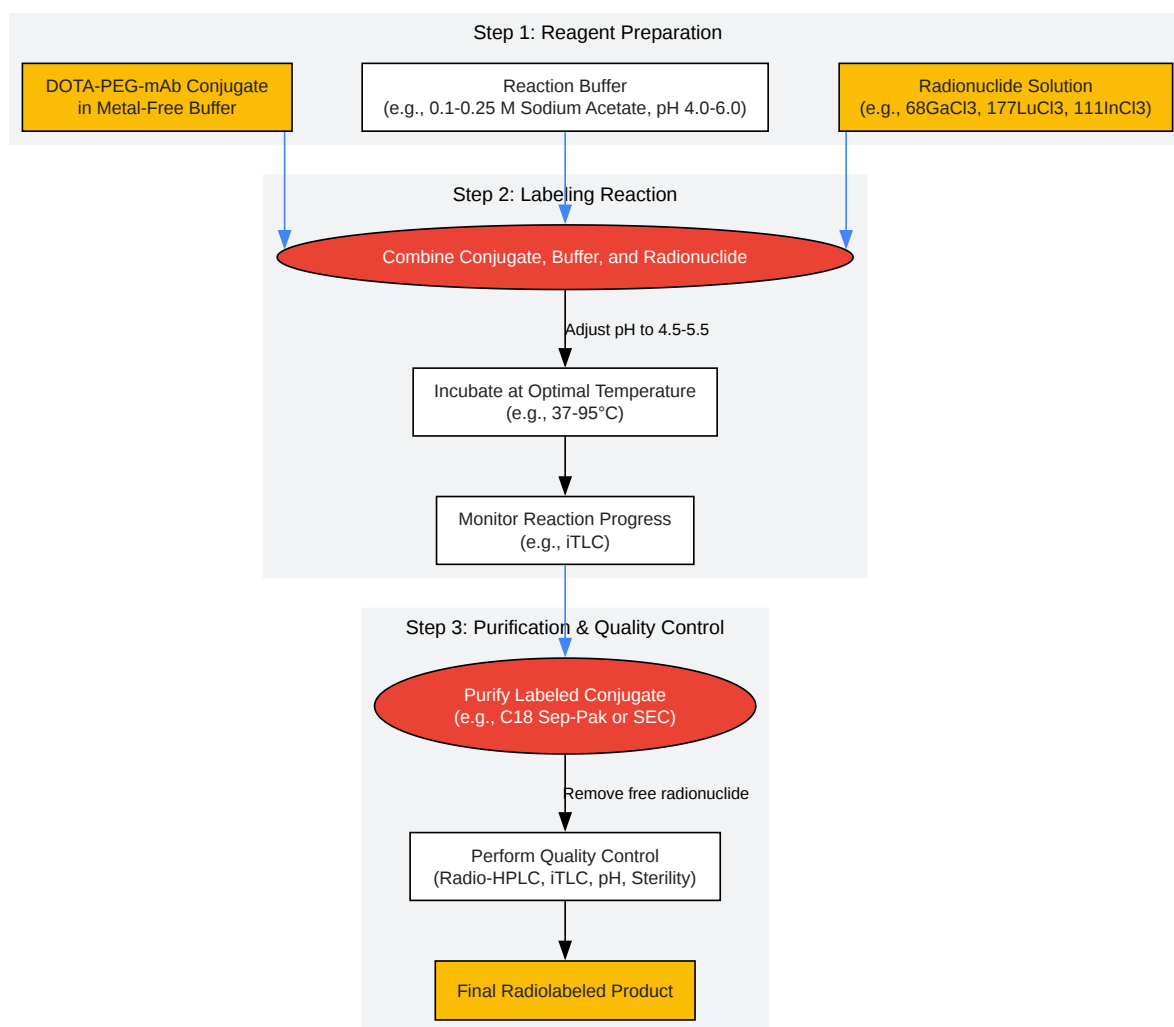 Step 1: Reagent Preparation
DOTA-PEG-mAb Conjugate
in Metal-Free Buffer
Reaction Buffer
(e.g., 0.1-0.25 M Sodium Acetate, pH 4.0-6.0)
Radionuclide Solution
(e.g., 68GaCl3, 177LuCl3, 111InCl3)
Step 2: Labeling Reaction
Combine Conjugate, Buffer, and Radionuclide
Adjust pH to 4.5-5.5
Incubate at Optimal Temperature
(e.g., 37-95°C)
Monitor Reaction Progress
(e.g., iTLC)
Step 3: Purification & Quality Control
Purify Labeled Conjugate
(e.g., C18 Sep-Pak or SEC)
Remove free radionuclide
Perform Quality Control
(Radio-HPLC, iTLC, pH, Sterility)
Final Radiolabeled Product